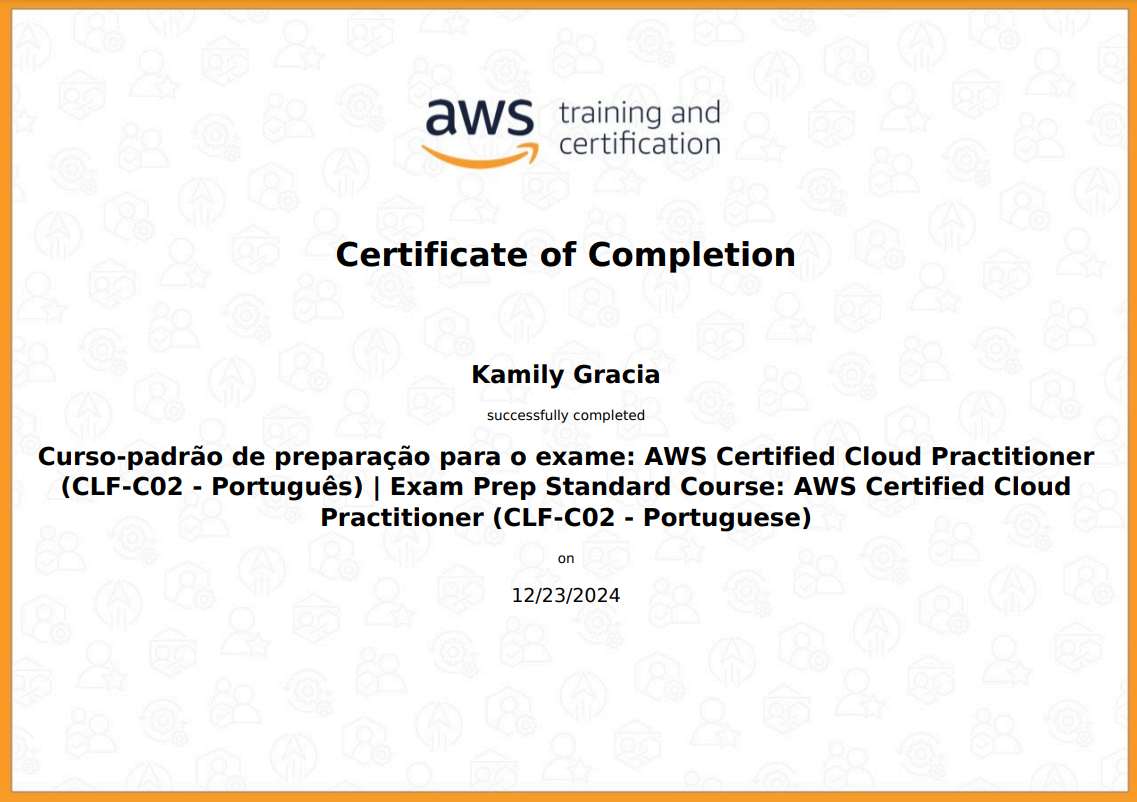 aws training and
certification
Certificate of Completion
Kamily Gracia
successfully completed
Curso-padrão de preparação para o exame: AWS Certified Cloud Practitioner
(CLF-C02 - Português) | Exam Prep Standard Course: AWS Certified Cloud
Practitioner (CLF-C02 - Portuguese)
on
12/23/2024